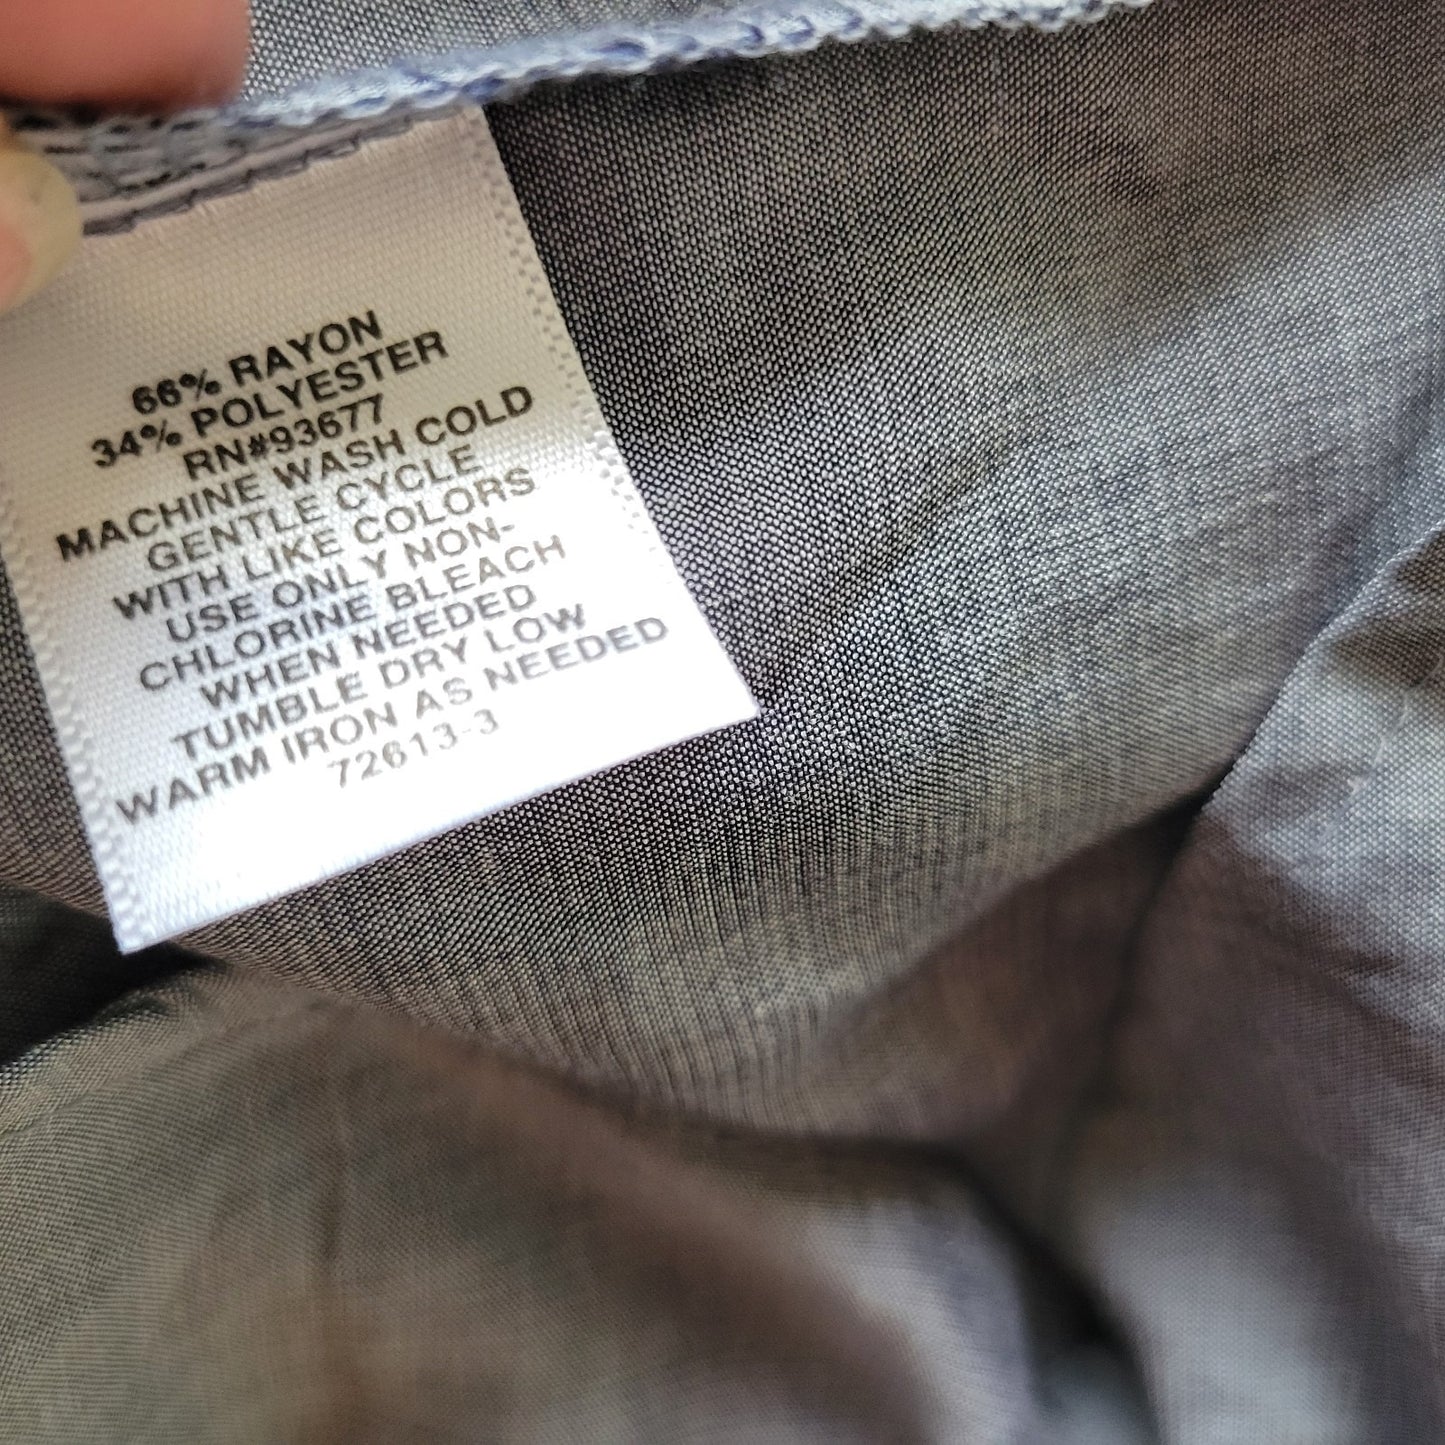 66% RAYON
34% POLYESTER
RN#93677
MACHINE WASH COLD
GENTLE CYCLE
WITH LIKE COLORS
USE ONLY NON-
CHLORINE BLEACH
WHEN NEEDED
TUMBLE DRY LOW
WARM IRON AS NEEDED
72613-3